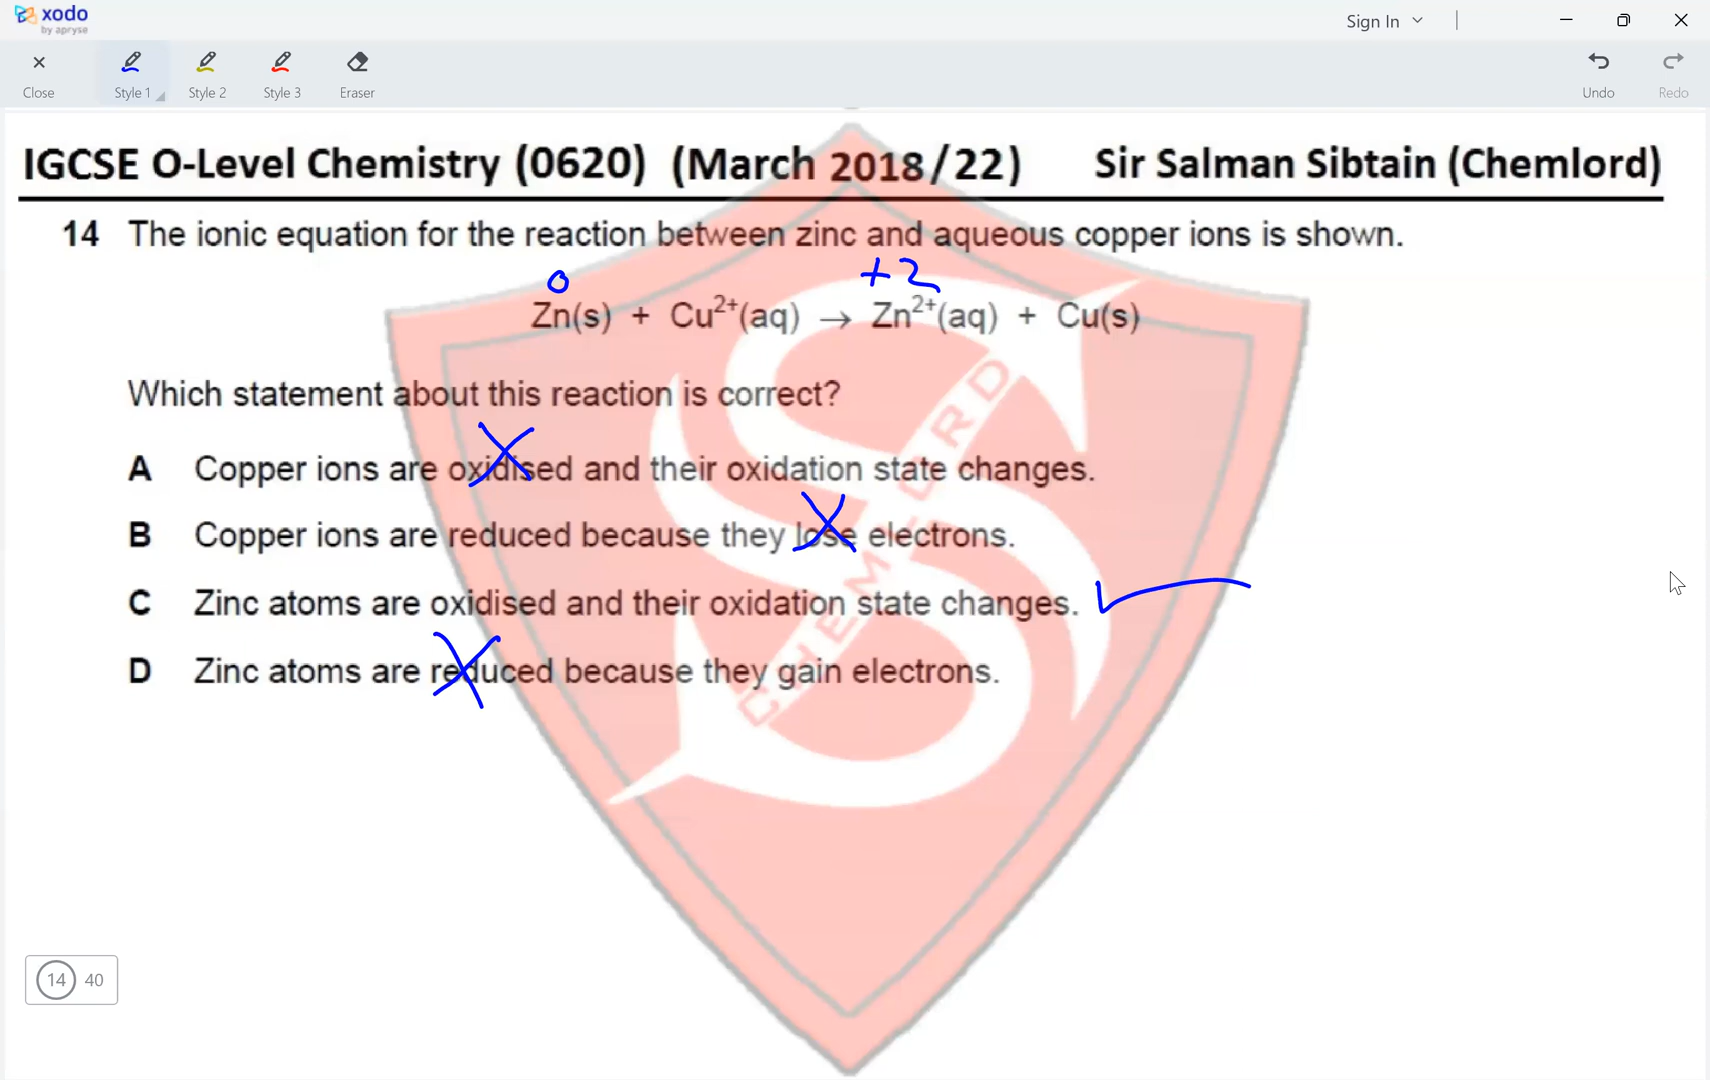 xodo
by apryse
Sign In
Close
Style 1
Style 2
Style 3
Eraser
Undo
Redo
IGCSE O-Level Chemistry (0620) (March 2018/22) Sir Salman Sibtain (Chemlord)
14 The ionic equation for the reaction between zinc and aqueous copper ions is shown.
0 +2
Zn(s) + Cu²⁺(aq) → Zn²⁺(aq) + Cu(s)
Which statement about this reaction is correct?
A Copper ions are oxidised and their oxidation state changes.
B Copper ions are reduced because they lose electrons.
C Zinc atoms are oxidised and their oxidation state changes.
D Zinc atoms are reduced because they gain electrons.
CHEMLORD
14 40